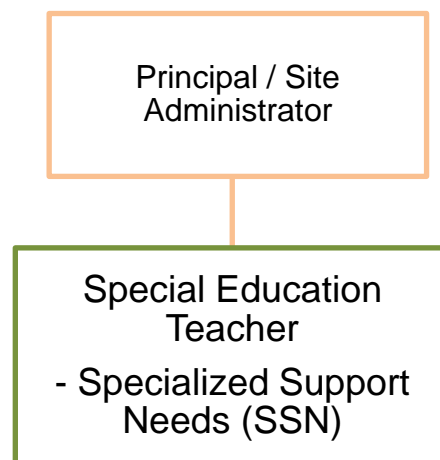 Principal / Site
Administrator
Special Education
Teacher
- Specialized Support
Needs (SSN)